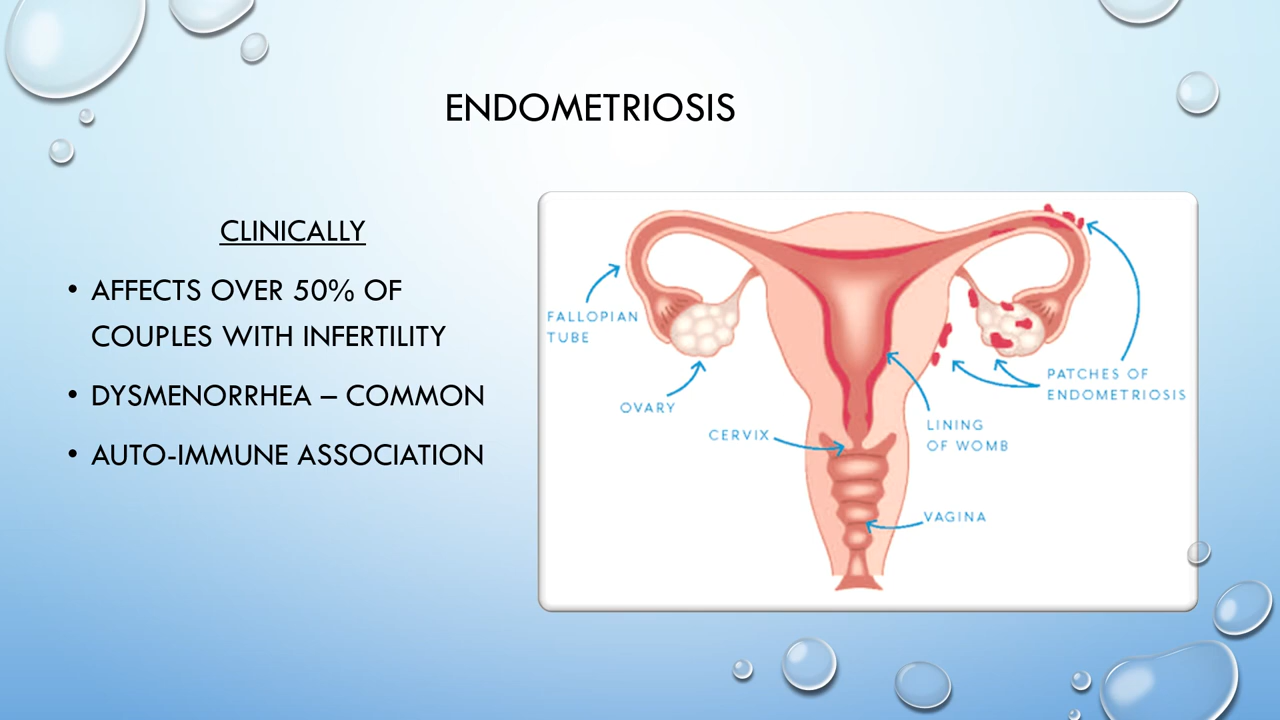 ENDOMETRIOSIS
CLINICALLY
• AFFECTS OVER 50% OF
COUPLES WITH INFERTILITY
• DYSMENORRHEA – COMMON
• AUTO-IMMUNE ASSOCIATION
FALLOPIAN
TUBE
OVARY
CERVIX
LINING
OF WOMB
VAGINA
PATCHES OF
ENDOMETRIOSIS